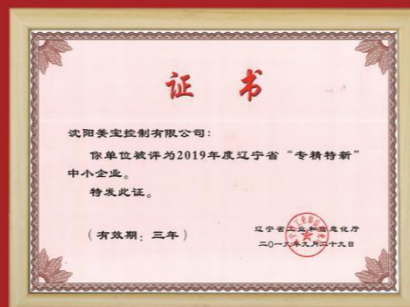 证书
沈阳美宝控制有限公司:
你单位被评为2019年度辽宁省“专精特新”
中小企业。
特发此证。
(有效期:三年)
辽宁省工业和信息化厅
二〇一九年九月二十九日